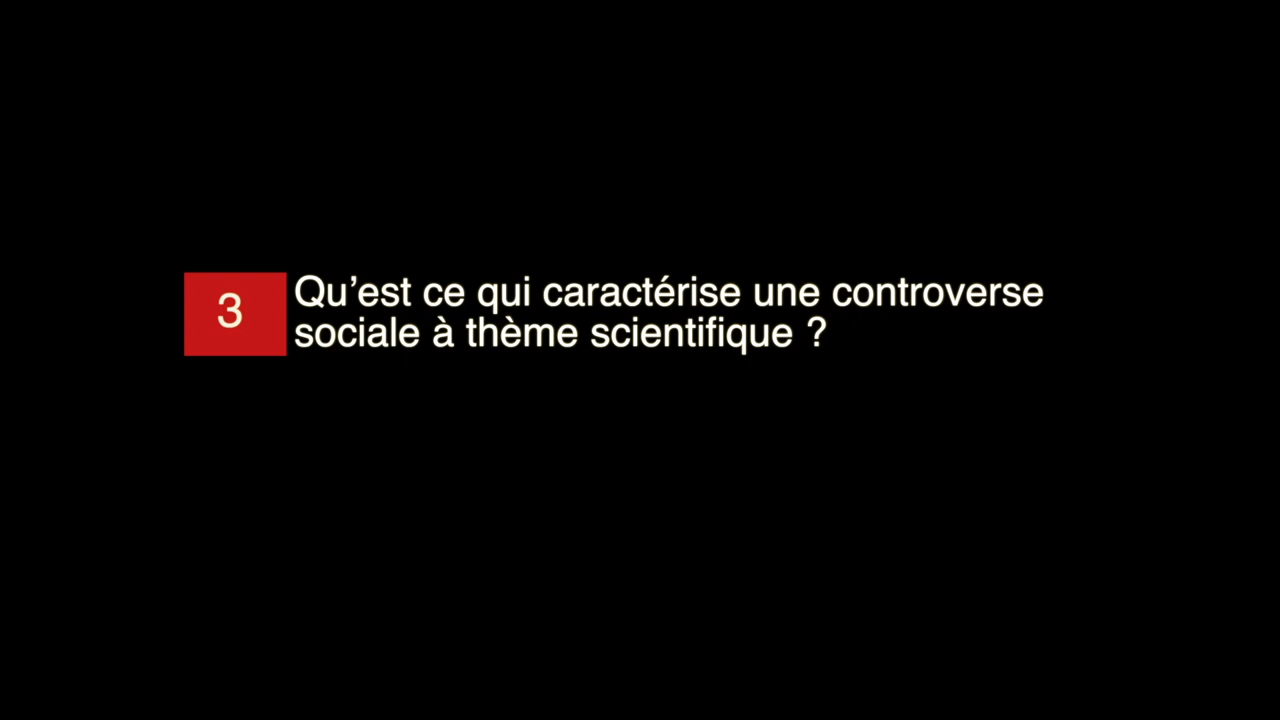 3
Qu’est ce qui caractérise une controverse
sociale à thème scientifique ?